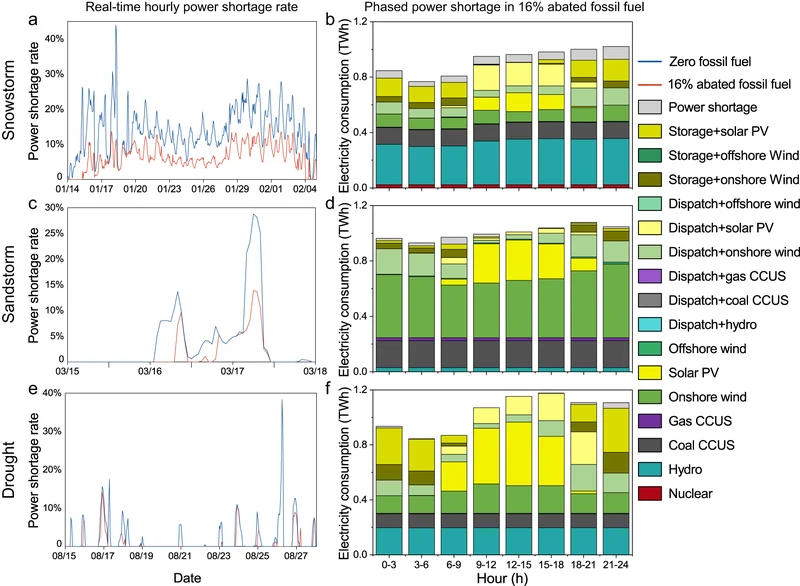 Real-time hourly power shortage rate
Phased power shortage in 16% abated fossil fuel
Snowstorm
a
Power shortage rate
40%
30%
20%
10%
0
01/14
01/17
01/20
01/23
01/26
01/29
02/01
02/04
b
Electricity consumption (TWh)
1.2
0.8
0.4
0.0
Sandstorm
c
Power shortage rate
30%
25%
20%
15%
10%
5%
0
03/15
03/16
03/17
03/18
d
Electricity consumption (TWh)
1.2
0.8
0.4
0.0
Drought
e
Power shortage rate
40%
30%
20%
10%
0
08/15
08/17
08/19
08/21
08/23
08/25
08/27
Date
f
Electricity consumption (TWh)
1.2
0.8
0.4
0.0
0-3
3-6
6-9
9-12
12-15
15-18
18-21
21-24
Hour (h)
Zero fossil fuel
16% abated fossil fuel
Power shortage
Storage+solar PV
Storage+offshore Wind
Storage+onshore Wind
Dispatch+offshore wind
Dispatch+solar PV
Dispatch+onshore wind
Dispatch+gas CCUS
Dispatch+coal CCUS
Dispatch+hydro
Offshore wind
Solar PV
Onshore wind
Gas CCUS
Coal CCUS
Hydro
Nuclear